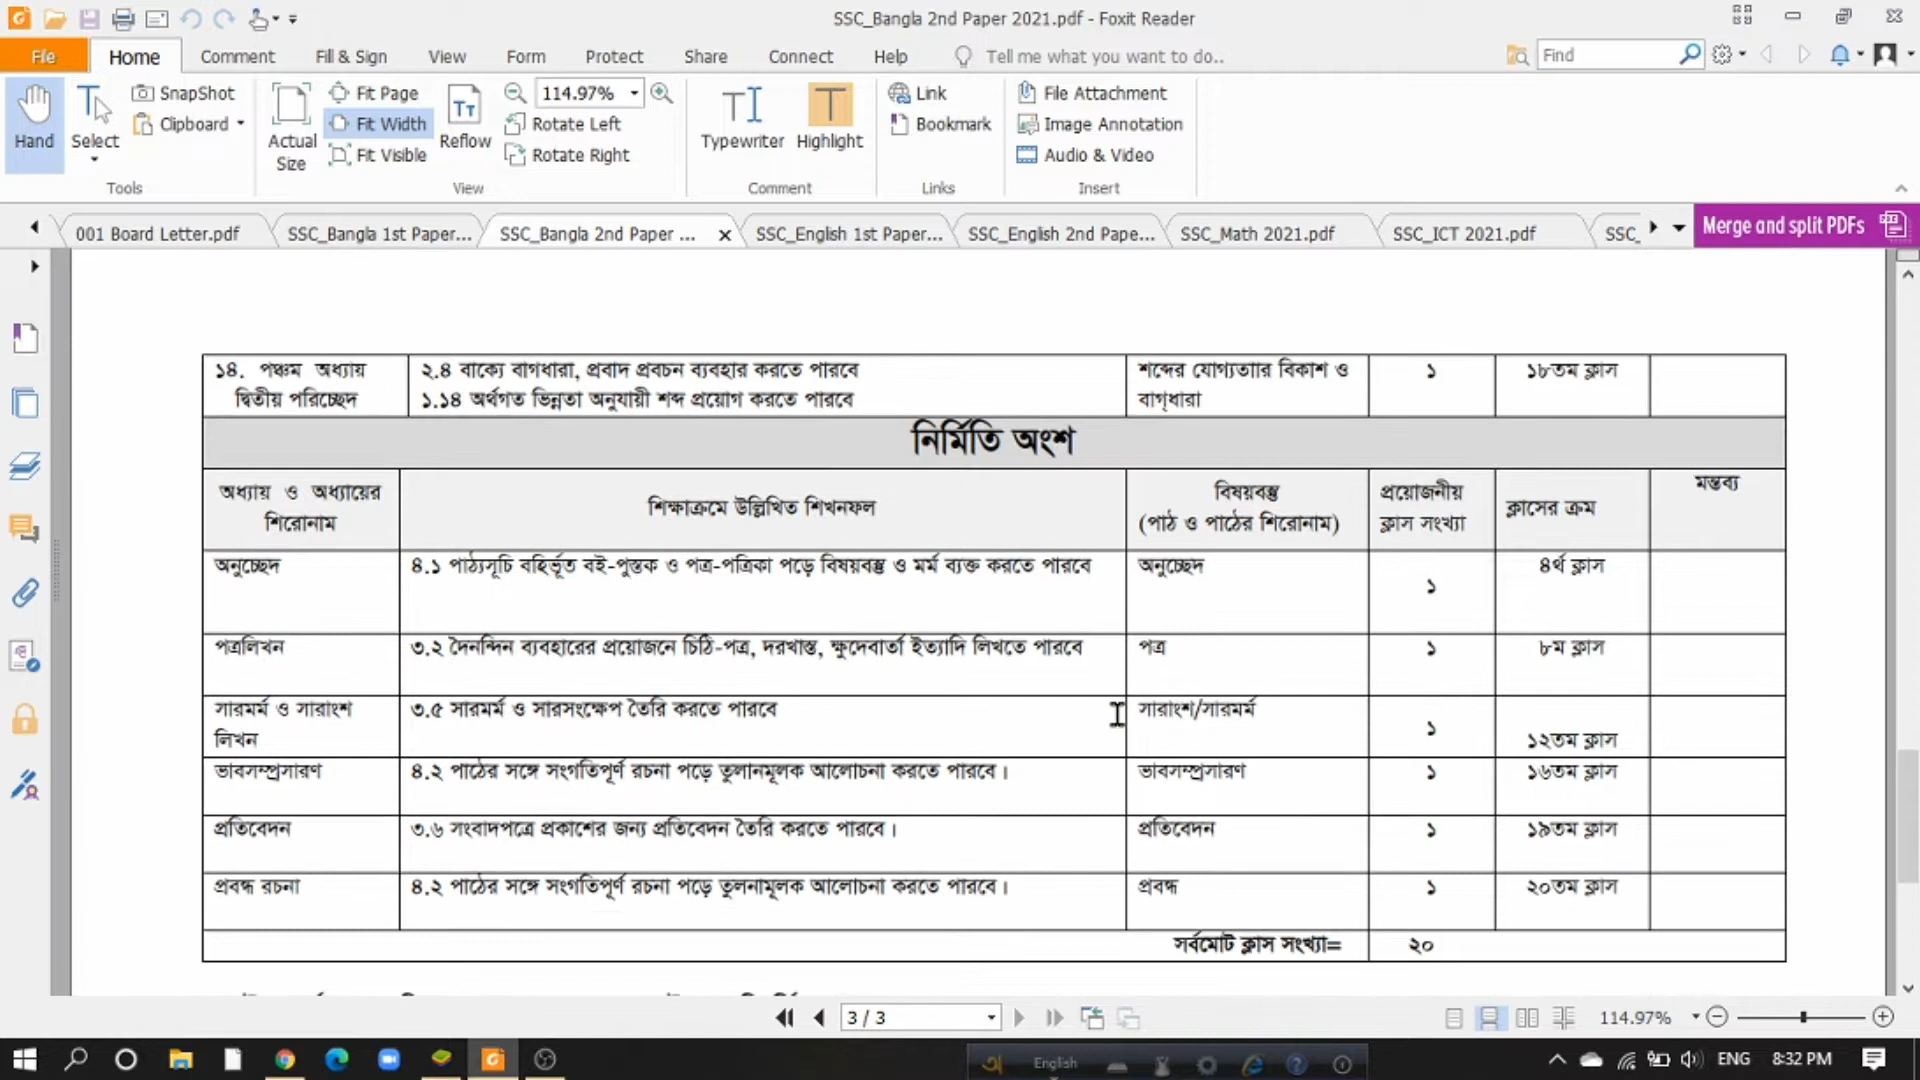 SSC_Bangla 2nd Paper 2021.pdf - Foxit Reader
File Home Comment Fill & Sign View Form Protect Share Connect Help Tell me what you want to do.. Find
Hand
Select
SnapShot
Clipboard
Tools
Actual Size
Fit Page
Fit Width
Fit Visible
Reflow
114.97%
Rotate Left
Rotate Right
View
Typewriter
Highlight
Comment
Link
Bookmark
Links
File Attachment
Image Annotation
Audio & Video
Insert
001 Board Letter.pdf SSC_Bangla 1st Paper... SSC_Bangla 2nd Paper ... SSC_English 1st Paper... SSC_English 2nd Pape... SSC_Math 2021.pdf SSC_ICT 2021.pdf SSC_ Merge and split PDFs
১৪. পঞ্চম অধ্যায় ২.৪ বাক্যে বাগধারা, প্রবাদ প্রবচন ব্যবহার করতে পারবে শব্দের যোগ্যতাার বিকাশ ও ১ ১৮তম ক্লাস
দ্বিতীয় পরিচ্ছেদ ১.১৪ অর্থগত ভিন্নতা অনুযায়ী শব্দ প্রয়োগ করতে পারবে বাগ্‌ধারা
নির্মিতি অংশ
অধ্যায় ও অধ্যায়ের শিরোনাম শিক্ষাক্রমে উল্লিখিত শিখনফল বিষয়বস্তু (পাঠ ও পাঠের শিরোনাম) প্রয়োজনীয় ক্লাস সংখ্যা ক্লাসের ক্রম মন্তব্য
অনুচ্ছেদ ৪.১ পাঠ্যসূচি বহির্ভূত বই-পুস্তক ও পত্র-পত্রিকা পড়ে বিষয়বস্তু ও মর্ম ব্যক্ত করতে পারবে অনুচ্ছেদ ১ ৪র্থ ক্লাস
পত্রলিখন ৩.২ দৈনন্দিন ব্যবহারের প্রয়োজনে চিঠি-পত্র, দরখাস্ত, ক্ষুদেবার্তা ইত্যাদি লিখতে পারবে পত্র ১ ৮ম ক্লাস
সারমর্ম ও সারাংশ লিখন ৩.৫ সারমর্ম ও সারসংক্ষেপ তৈরি করতে পারবে সারাংশ/সারমর্ম ১ ১২তম ক্লাস
ভাবসম্প্রসারণ ৪.২ পাঠের সঙ্গে সংগতিপূর্ণ রচনা পড়ে তুলানমূলক আলোচনা করতে পারবে। ভাবসম্প্রসারণ ১ ১৬তম ক্লাস
প্রতিবেদন ৩.৬ সংবাদপত্রে প্রকাশের জন্য প্রতিবেদন তৈরি করতে পারবে। প্রতিবেদন ১ ১৯তম ক্লাস
প্রবন্ধ রচনা ৪.২ পাঠের সঙ্গে সংগতিপূর্ণ রচনা পড়ে তুলনামূলক আলোচনা করতে পারবে। প্রবন্ধ ১ ২০তম ক্লাস
সর্বমোট ক্লাস সংখ্যা= ২০
3 / 3 114.97%
English ENG 8:32 PM